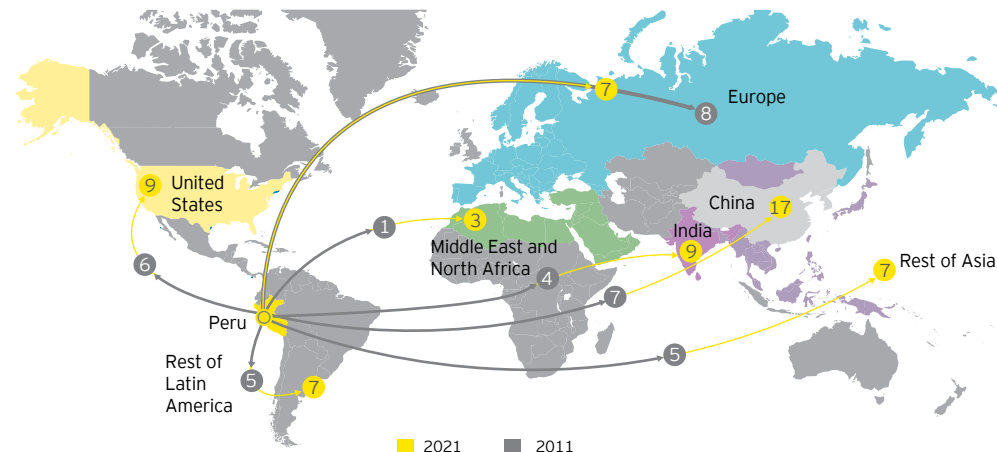 7
8
Europe
9
United
States
China
17
1
3
India
Middle East and
North Africa
9
6
4
7
Rest of Asia
7
Peru
5
Rest of
Latin
America
5
7
2021
2011